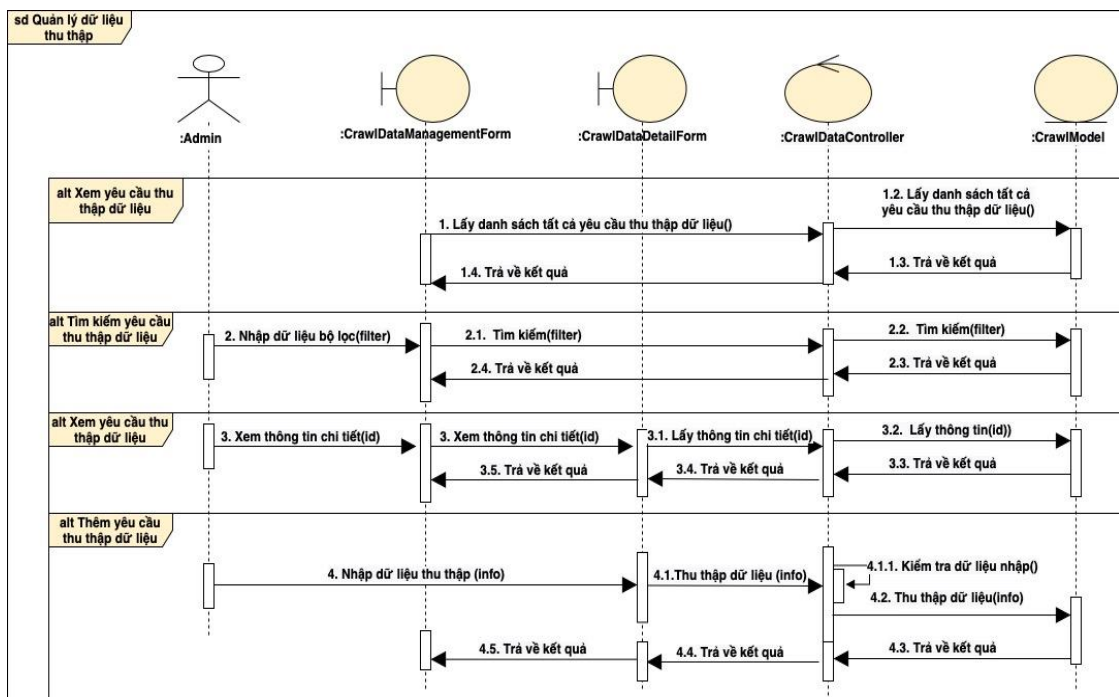 sd Quản lý dữ liệu
thu thập
:Admin
:CrawlDataManagementForm
:CrawlDataDetailForm
:CrawlDataController
:CrawlModel
alt Xem yêu cầu thu
thập dữ liệu
1. Lấy danh sách tất cả yêu cầu thu thập dữ liệu()
1.2. Lấy danh sách tất cả
yêu cầu thu thập dữ liệu()
1.3. Trả về kết quả
1.4. Trả về kết quả
alt Tìm kiếm yêu cầu
thu thập dữ liệu
2. Nhập dữ liệu bộ lọc(filter)
2.1. Tìm kiếm(filter)
2.2. Tìm kiếm(filter)
2.3. Trả về kết quả
2.4. Trả về kết quả
alt Xem yêu cầu thu
thập dữ liệu
3. Xem thông tin chi tiết(id)
3. Xem thông tin chi tiết(id)
3.1. Lấy thông tin chi tiết(id)
3.2. Lấy thông tin(id))
3.3. Trả về kết quả
3.4. Trả về kết quả
3.5. Trả về kết quả
alt Thêm yêu cầu
thu thập dữ liệu
4. Nhập dữ liệu thu thập (info)
4.1.Thu thập dữ liệu (info)
4.1.1. Kiểm tra dữ liệu nhập()
4.2. Thu thập dữ liệu(info)
4.3. Trả về kết quả
4.4. Trả về kết quả
4.5. Trả về kết quả